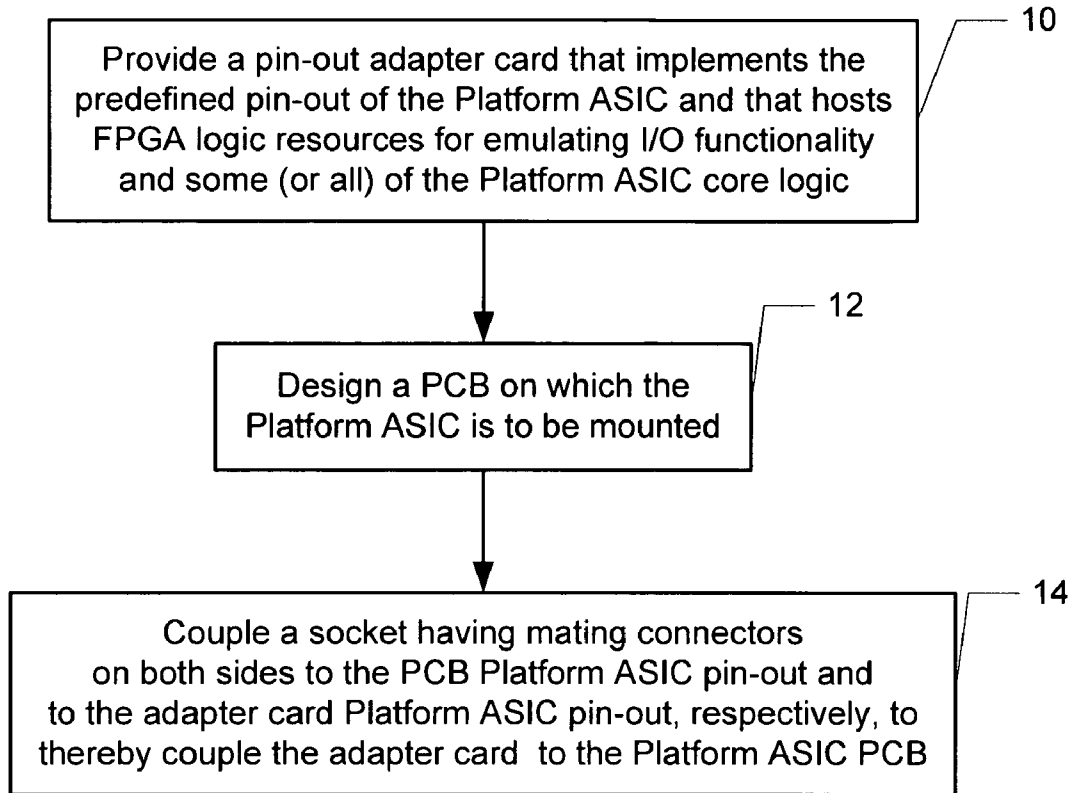 10
Provide a pin-out adapter card that implements the
predefined pin-out of the Platform ASIC and that hosts
FPGA logic resources for emulating I/O functionality
and some (or all) of the Platform ASIC core logic
12
Design a PCB on which the
Platform ASIC is to be mounted
14
Couple a socket having mating connectors
on both sides to the PCB Platform ASIC pin-out and
to the adapter card Platform ASIC pin-out, respectively, to
thereby couple the adapter card to the Platform ASIC PCB